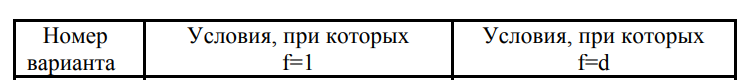 Номер
варианта
Условия, при которых
f=1
Условия, при которых
f=d